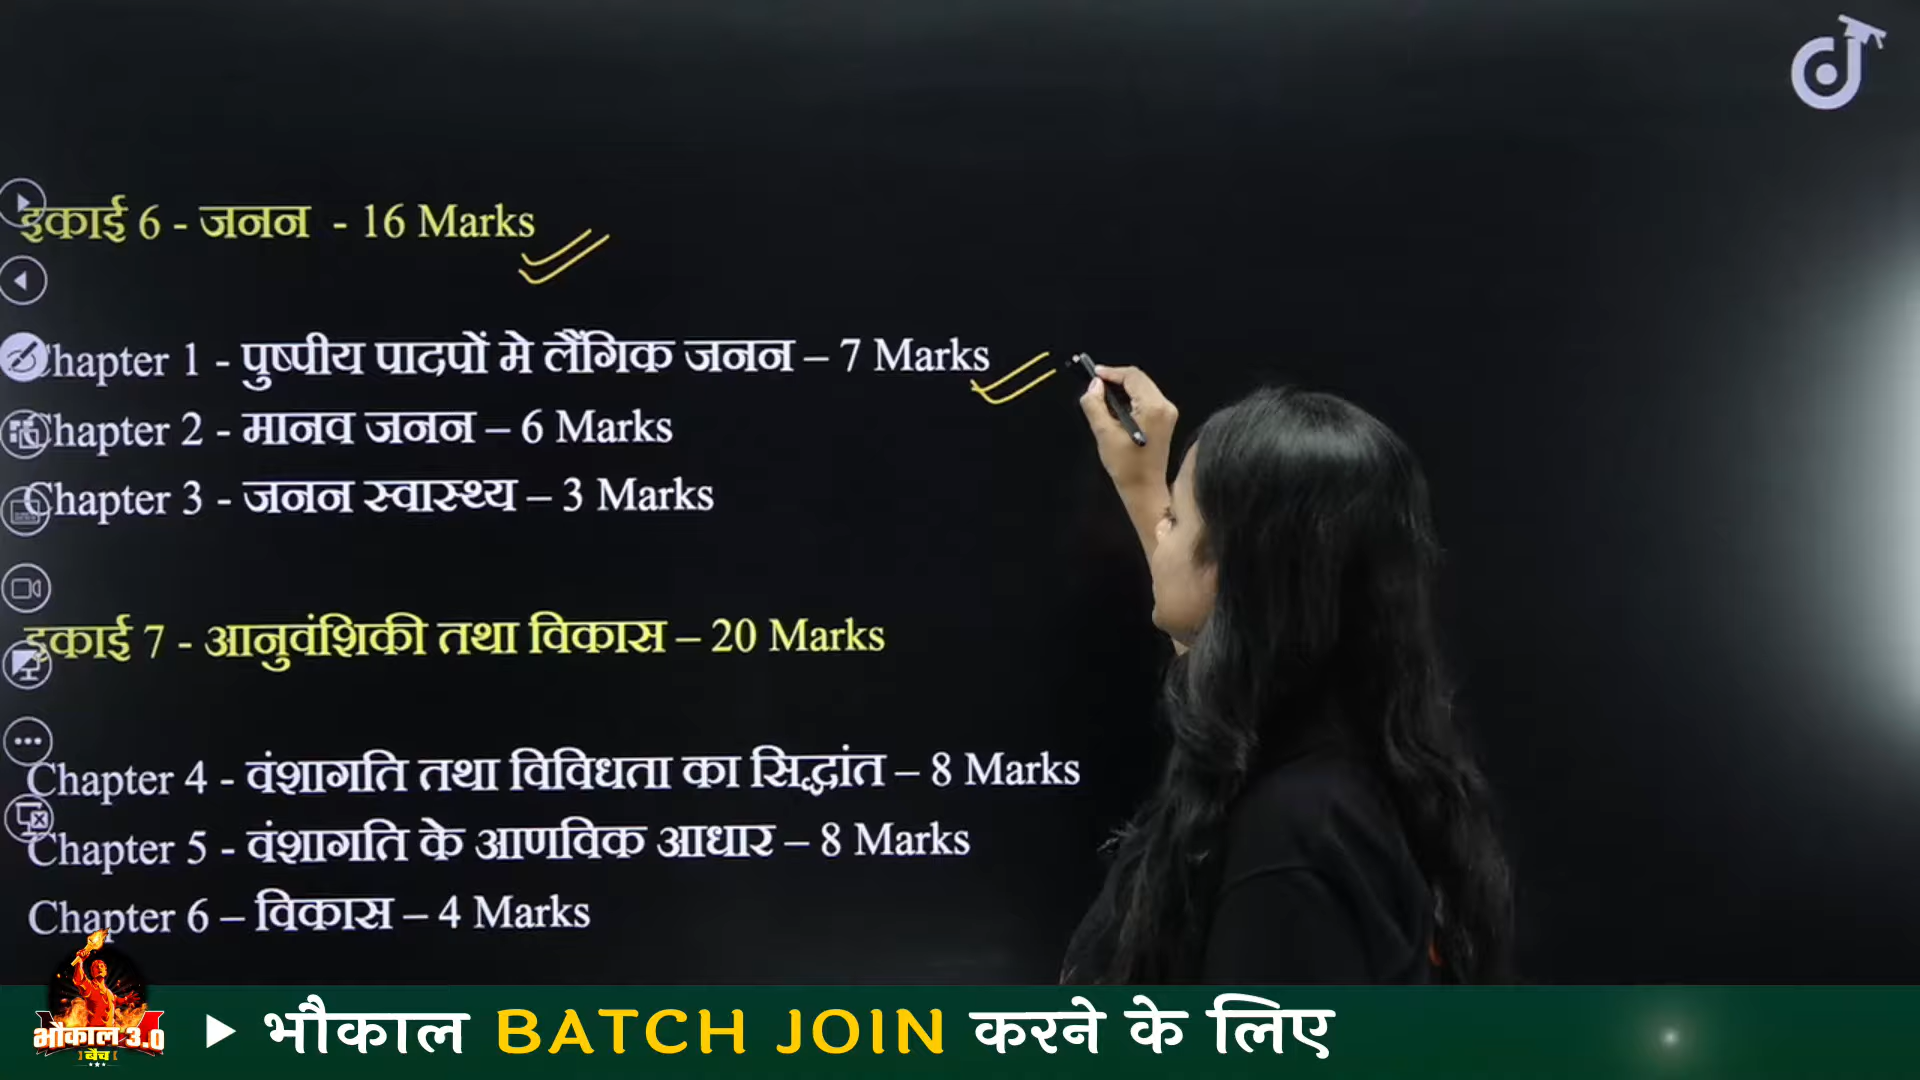 इकाई 6 - जनन - 16 Marks
Chapter 1 - पुष्पीय पादपों मे लैंगिक जनन – 7 Marks
Chapter 2 - मानव जनन – 6 Marks
Chapter 3 - जनन स्वास्थ्य – 3 Marks
इकाई 7 - आनुवंशिकी तथा विकास – 20 Marks
Chapter 4 - वंशागति तथा विविधता का सिद्धांत – 8 Marks
Chapter 5 - वंशागति के आणविक आधार – 8 Marks
Chapter 6 – विकास – 4 Marks
भौकाल 3.0
बैच
भौकाल BATCH JOIN करने के लिए